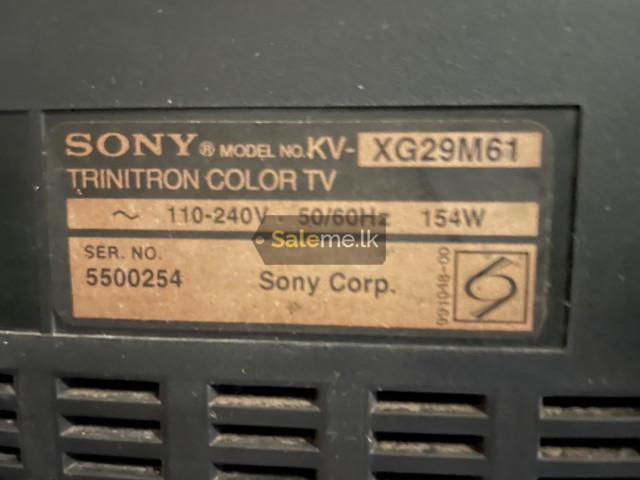 SONY® MODEL NO. KV- XG29M61
TRINITRON COLOR TV
~ 110-240V 50/60Hz 154W
Saleme.lk
SER. NO.
5500254 Sony Corp.
991048-00